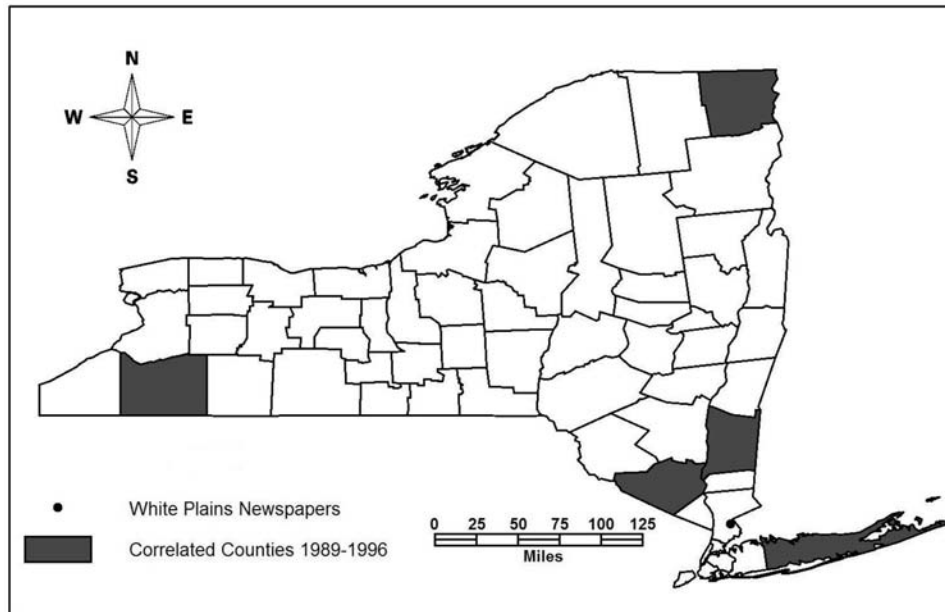 N
W E
S
White Plains Newspapers
Correlated Counties 1989-1996
0 25 50 75 100 125
Miles